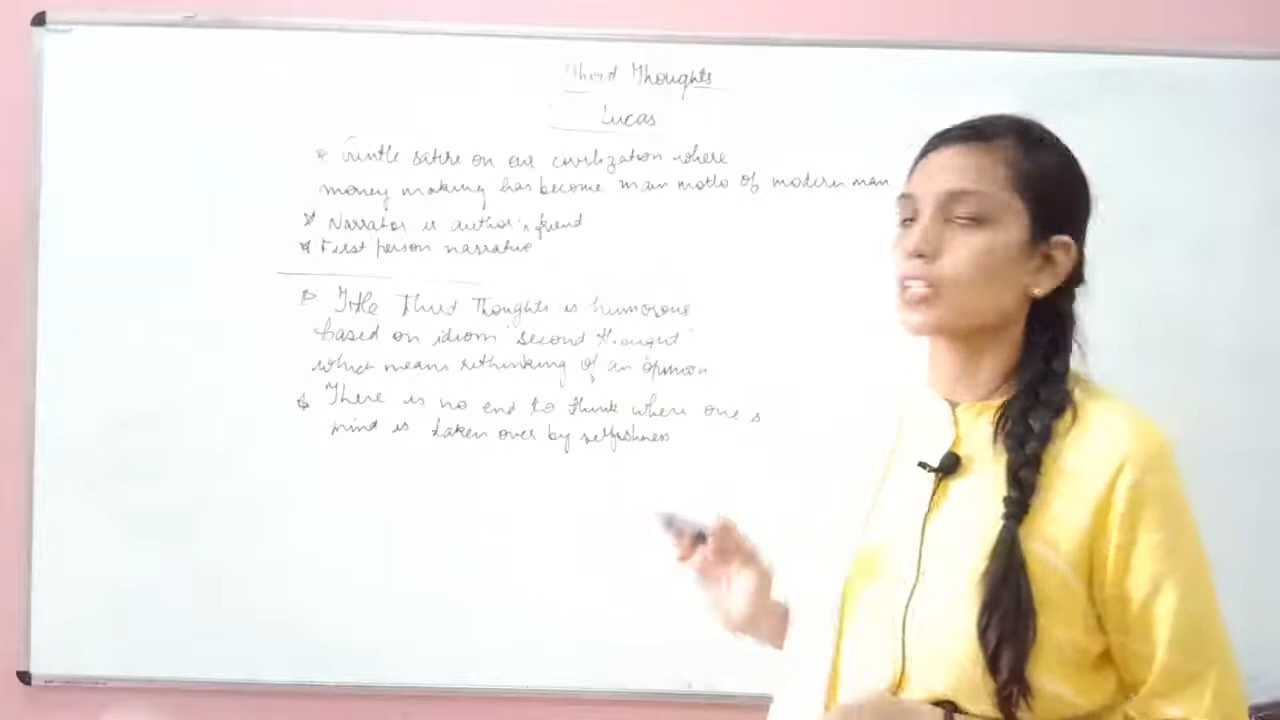 Third Thoughts
Lucas
* Gentle satire on our civilization where
money making has become main motto of modern man
* Narrator is author's friend
* First person narrative
Title Third Thoughts is humorous
based on idiom "second thought"
which means rethinking of an opinion
There is no end to think where one's
mind is taken over by selfishness